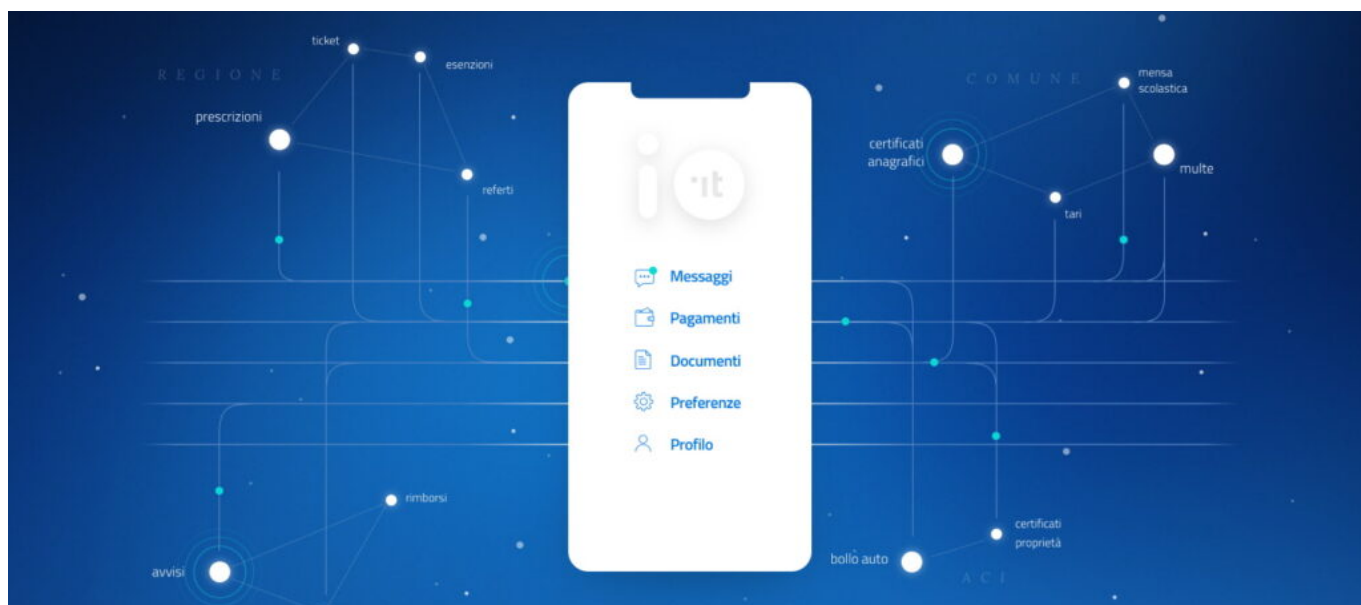 ticket
esenzioni
REGIONE
prescrizioni
referti
COMUNE
mensa
scolastica
certificati
anagrafici
multe
tari
io
it
Messaggi
Pagamenti
Documenti
Preferenze
Profilo
rimborsi
avvisi
certificati
proprietà
bollo auto
ACI